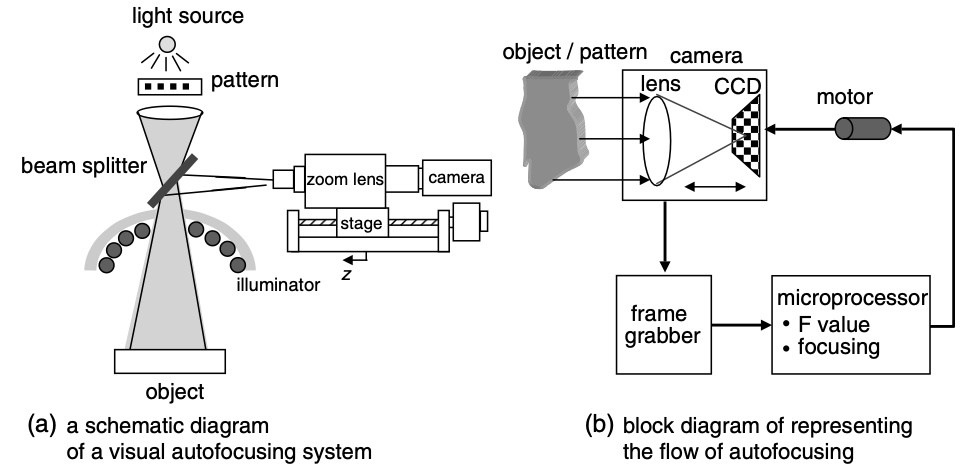 light source
pattern
beam splitter
zoom lens
camera
stage
z
illuminator
object
(a) a schematic diagram
of a visual autofocusing system
object / pattern
camera
lens
CCD
motor
frame
grabber
microprocessor
• F value
• focusing
(b) block diagram of representing
the flow of autofocusing